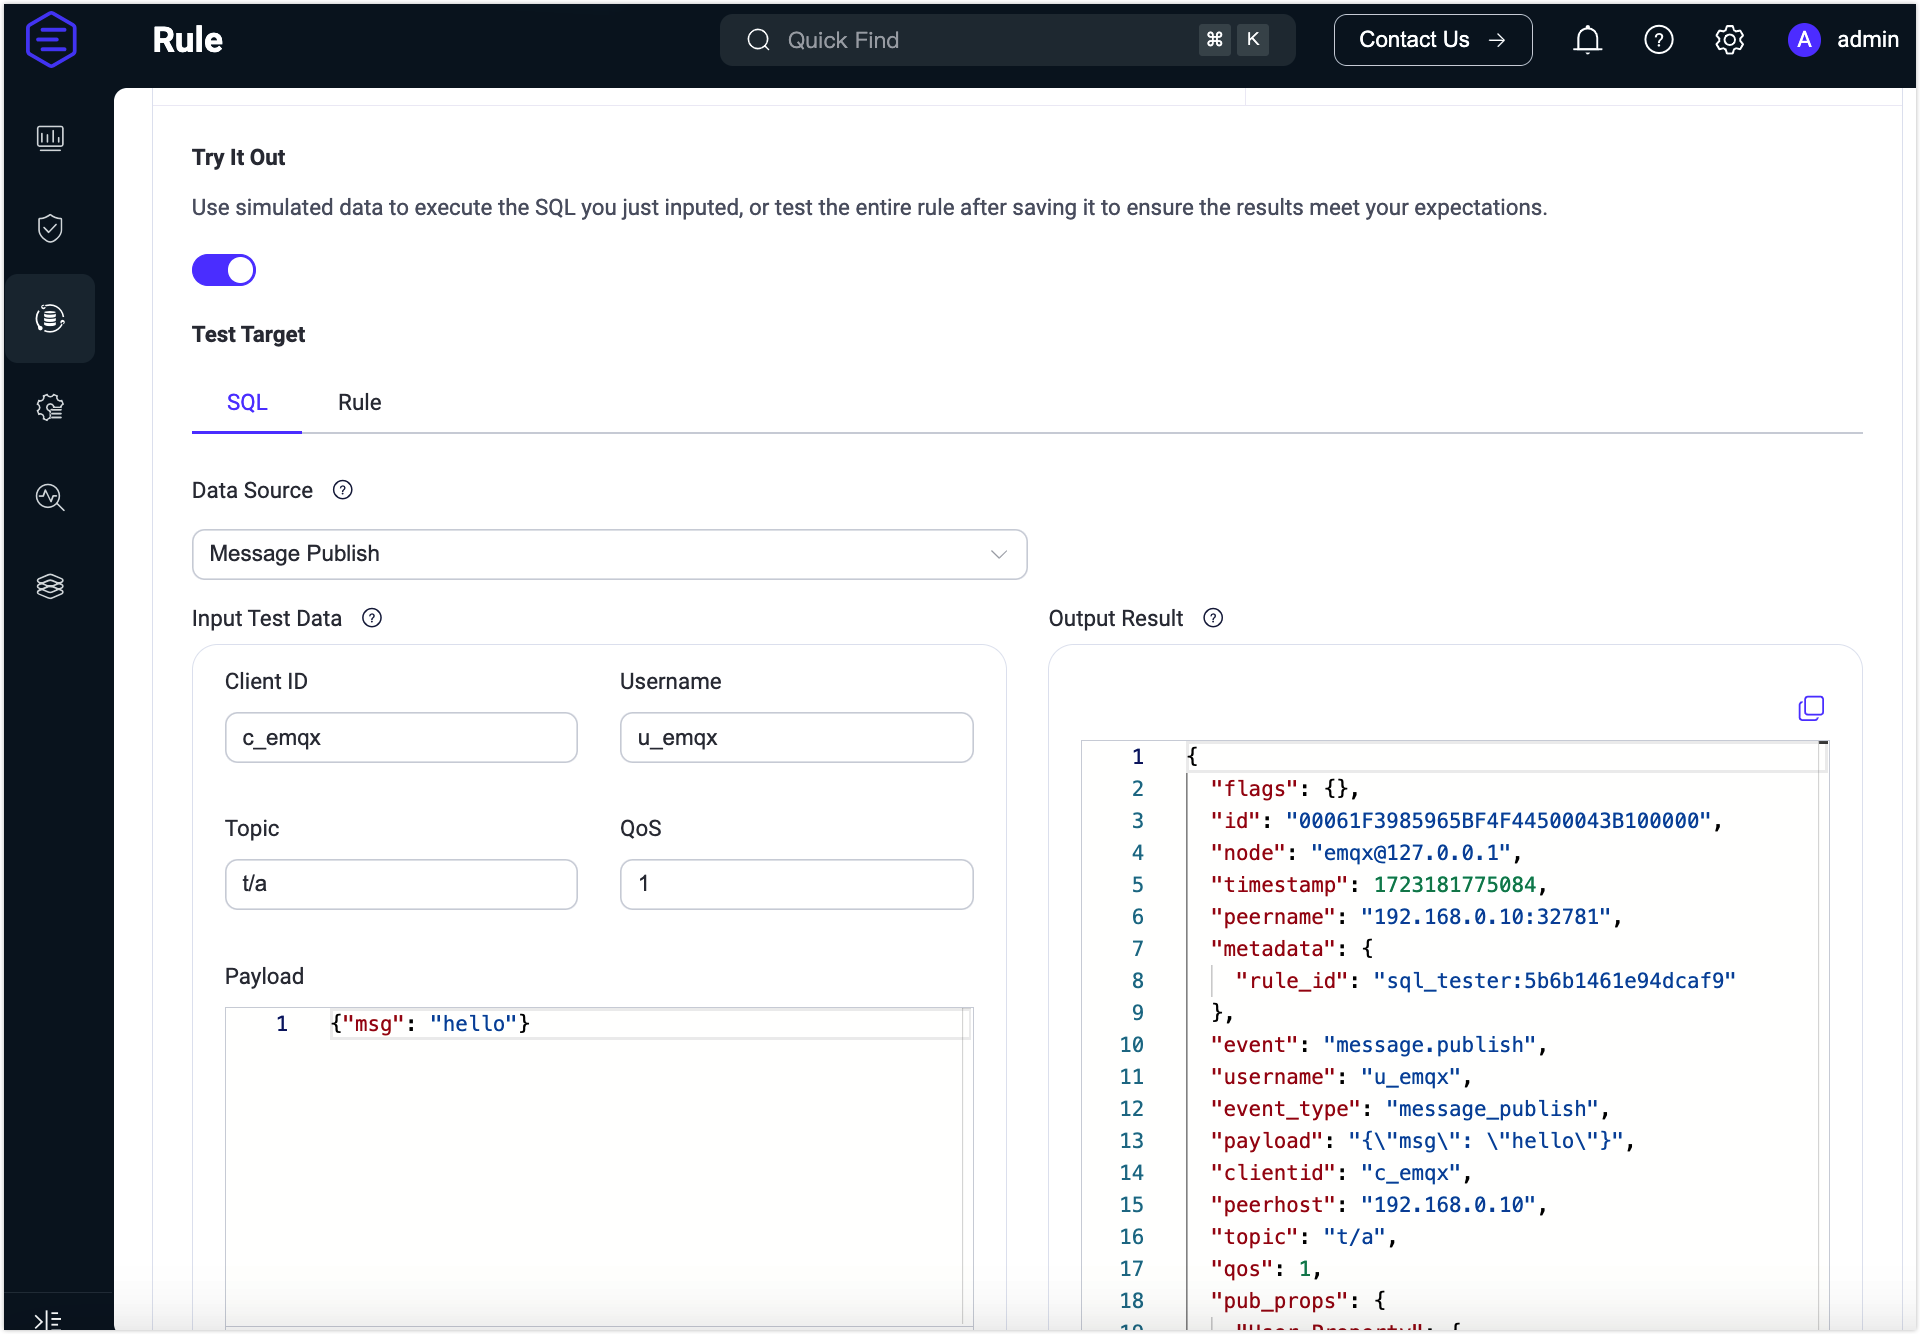 Rule
Quick Find
⌘ K
Contact Us →
A admin
Try It Out
Use simulated data to execute the SQL you just inputted, or test the entire rule after saving it to ensure the results meet your expectations.
Test Target
SQL Rule
Data Source
Message Publish
Input Test Data
Client ID Username
c_emqx u_emqx
Topic QoS
t/a 1
Payload
1 {"msg": "hello"}
Output Result
1 {
2 "flags": {},
3 "id": "00061F3985965BF4F44500043B100000",
4 "node": "emqx@127.0.0.1",
5 "timestamp": 1723181775084,
6 "peername": "192.168.0.10:32781",
7 "metadata": {
8 "rule_id": "sql_tester:5b6b1461e94dcaf9"
9 },
10 "event": "message.publish",
11 "username": "u_emqx",
12 "event_type": "message_publish",
13 "payload": "{\"msg\": \"hello\"}",
14 "clientid": "c_emqx",
15 "peerhost": "192.168.0.10",
16 "topic": "t/a",
17 "qos": 1,
18 "pub_props": {
19 "User-Property": {